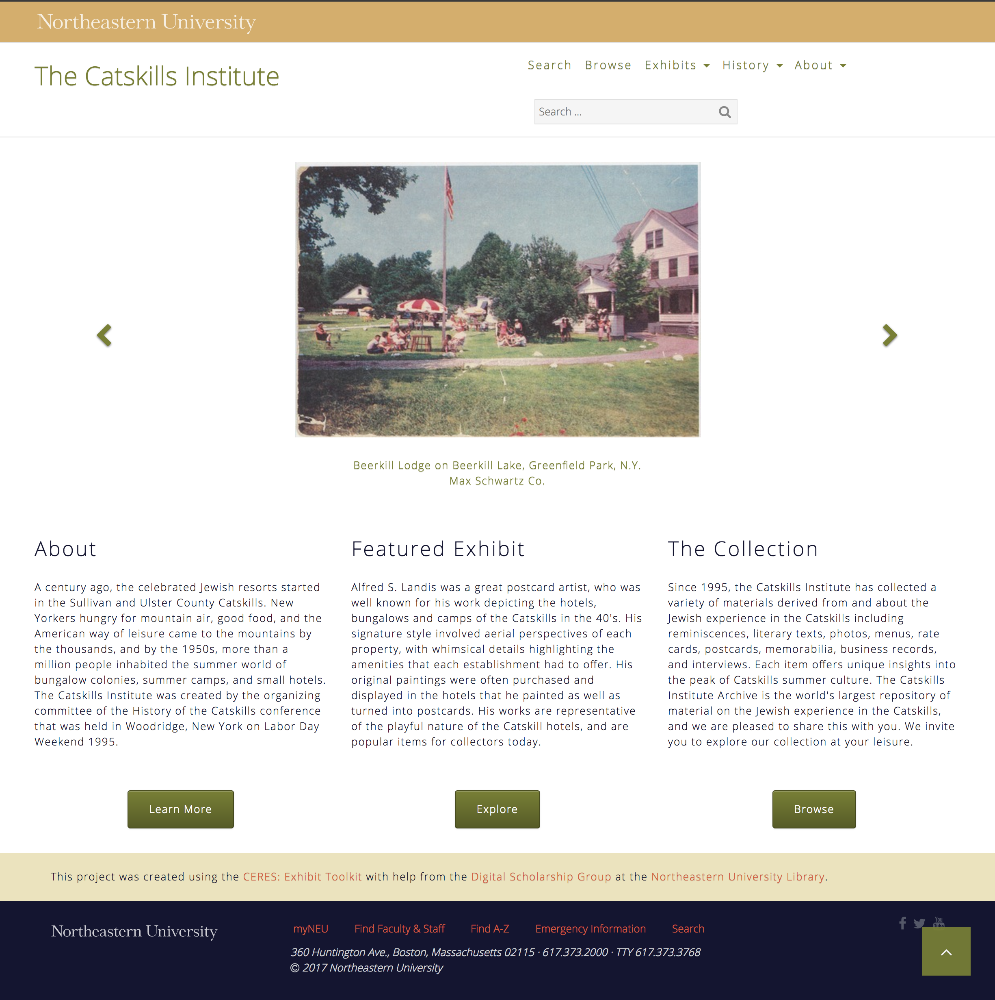 Northeastern University
The Catskills Institute
Search Browse Exhibits History About
Search ...
Beerkill Lodge on Beerkill Lake, Greenfield Park, N.Y.
Max Schwartz Co.
About
A century ago, the celebrated Jewish resorts started
in the Sullivan and Ulster County Catskills. New
Yorkers hungry for mountain air, good food, and the
American way of leisure came to the mountains by
the thousands, and by the 1950s, more than a
million people inhabited the summer world of
bungalow colonies, summer camps, and small hotels.
The Catskills Institute was created by the organizing
committee of the History of the Catskills conference
that was held in Woodridge, New York on Labor Day
Weekend 1995.
Learn More
Featured Exhibit
Alfred S. Landis was a great postcard artist, who was
well known for his work depicting the hotels,
bungalows and camps of the Catskills in the 40's. His
signature style involved aerial perspectives of each
property, with whimsical details highlighting the
amenities that each establishment had to offer. His
original paintings were often purchased and
displayed in the hotels that he painted as well as
turned into postcards. His works are representative
of the playful nature of the Catskill hotels, and are
popular items for collectors today.
Explore
The Collection
Since 1995, the Catskills Institute has collected a
variety of materials derived from and about the
Jewish experience in the Catskills including
reminiscences, literary texts, photos, menus, rate
cards, postcards, memorabilia, business records,
and interviews. Each item offers unique insights into
the peak of Catskills summer culture. The Catskills
Institute Archive is the world's largest repository of
material on the Jewish experience in the Catskills,
and we are pleased to share this with you. We invite
you to explore our collection at your leisure.
Browse
This project was created using the CERES: Exhibit Toolkit with help from the Digital Scholarship Group at the Northeastern University Library.
Northeastern University
myNEU Find Faculty & Staff Find A-Z Emergency Information Search
360 Huntington Ave., Boston, Massachusetts 02115 · 617.373.2000 · TTY 617.373.3768
© 2017 Northeastern University
You
Tube